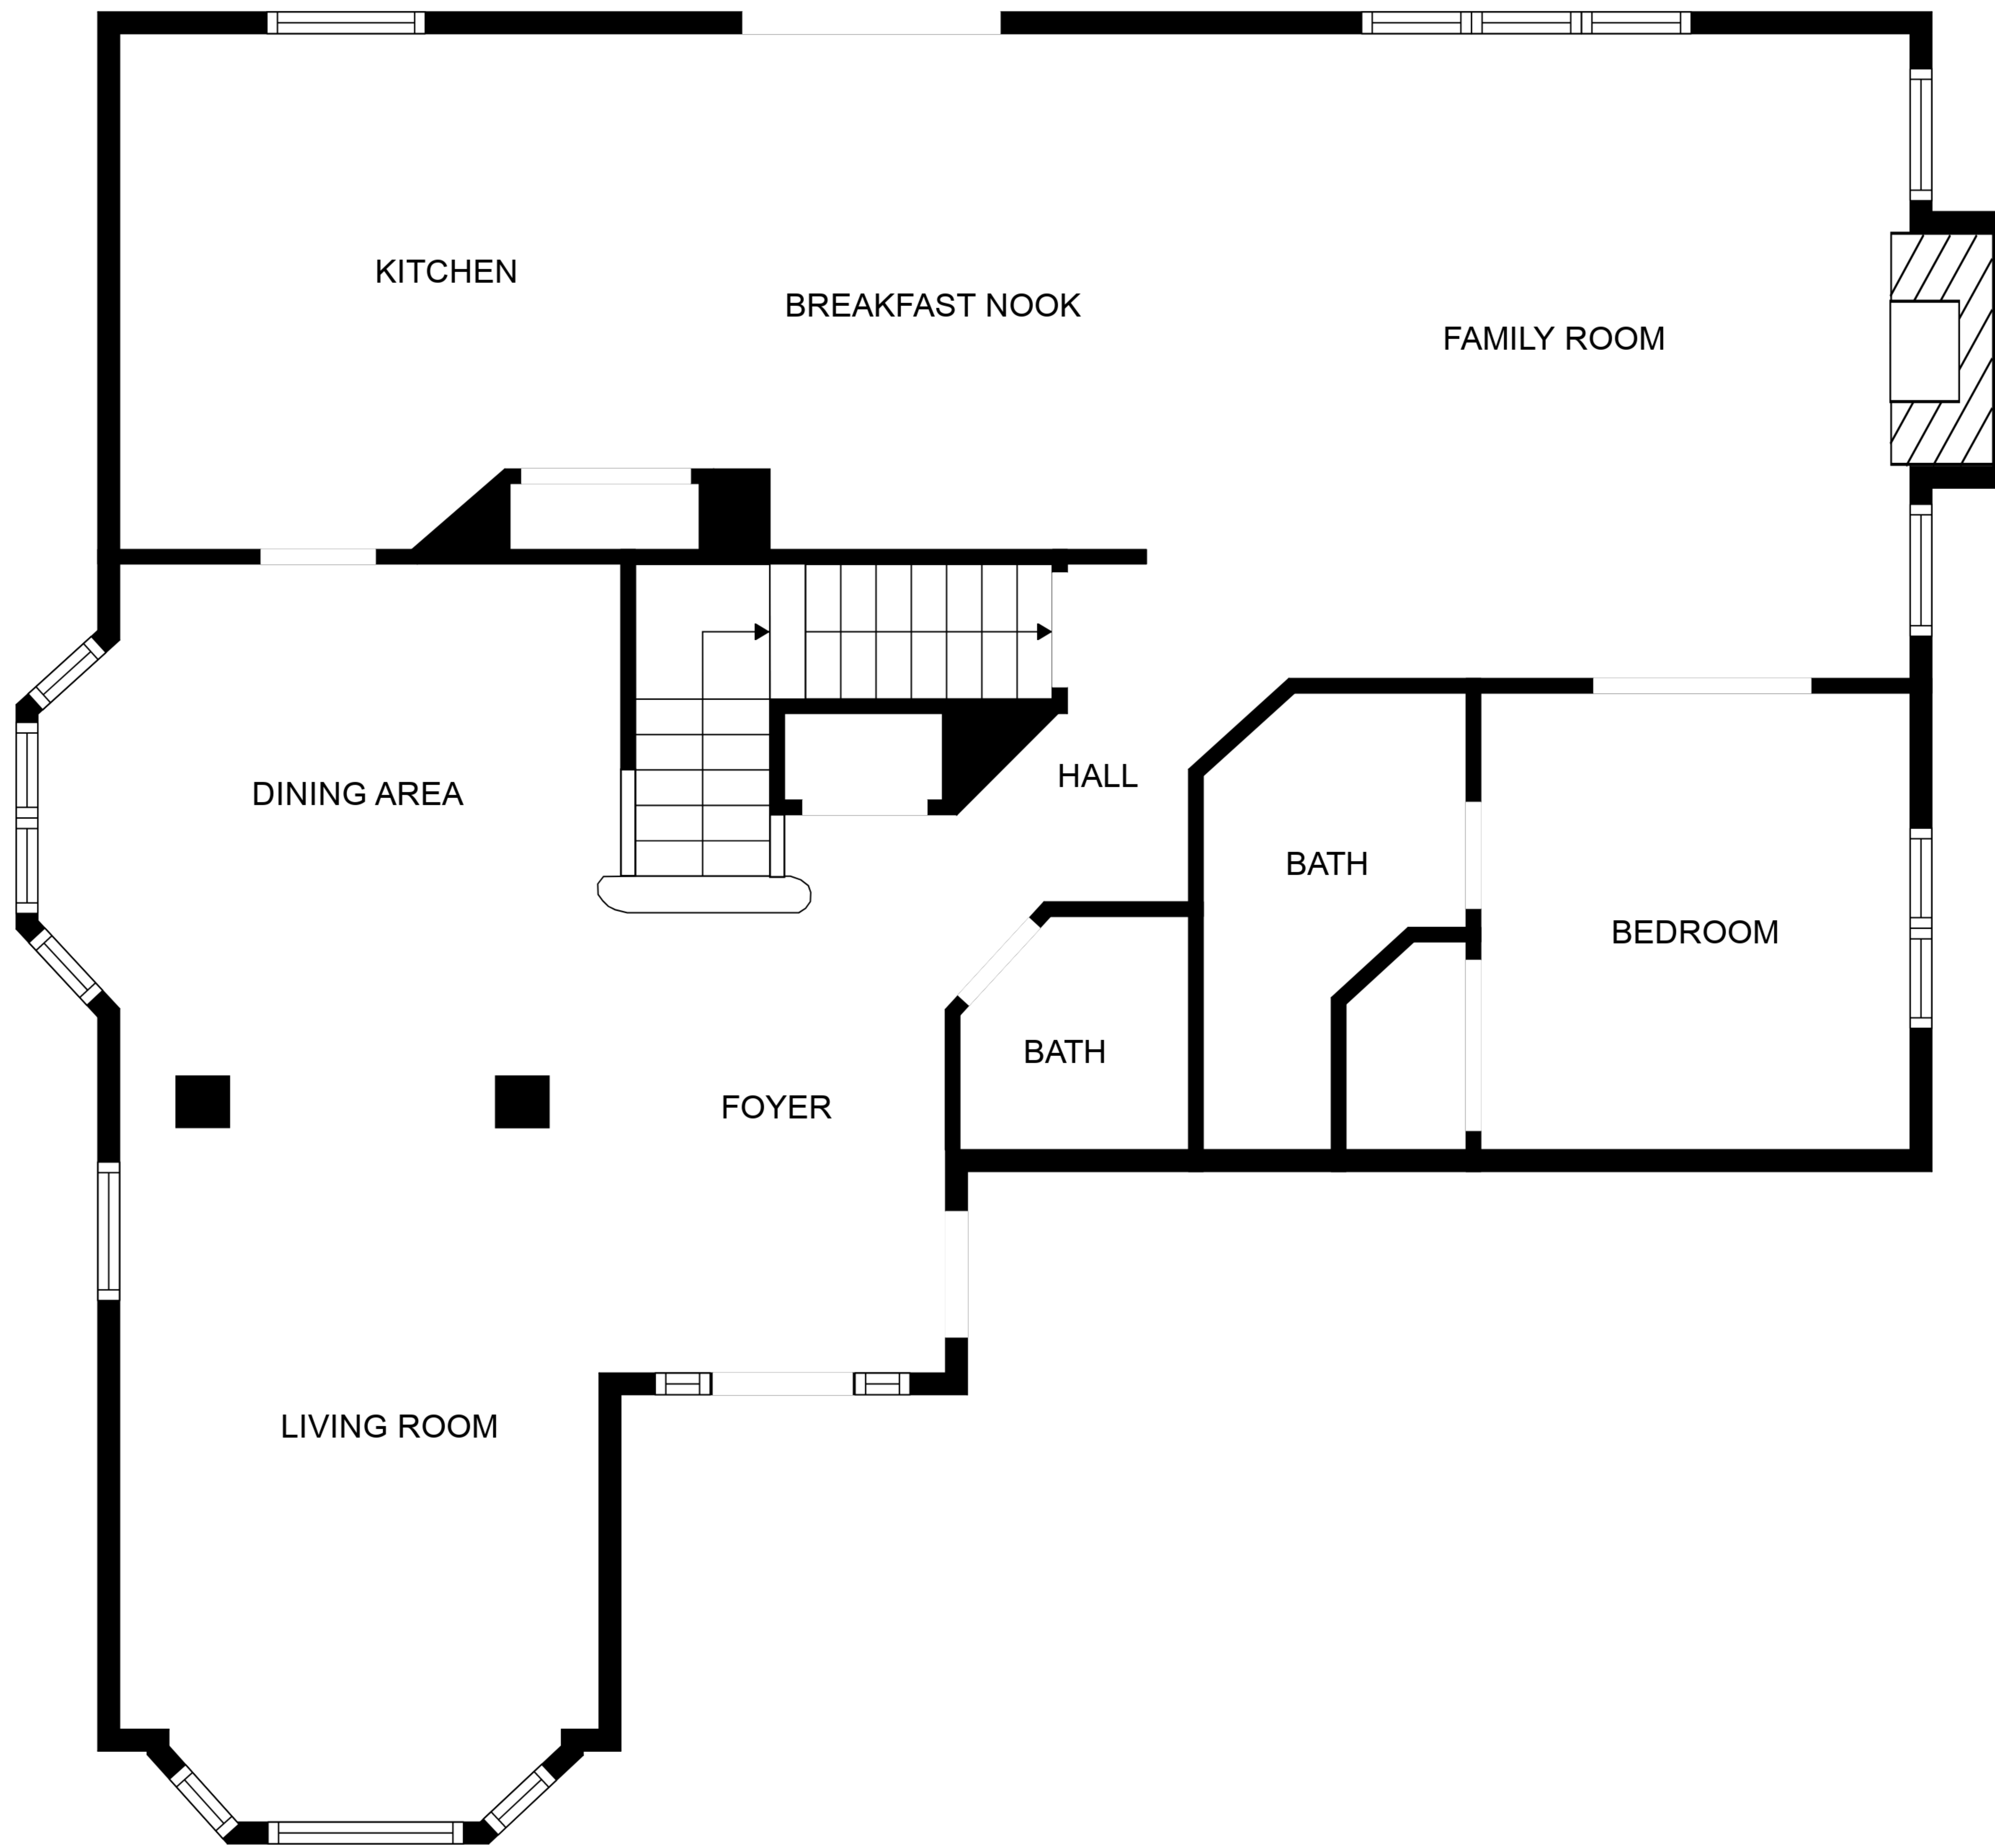 KITCHEN
BREAKFAST NOOK
FAMILY ROOM
HALL
DINING AREA
BATH
BEDROOM
BATH
FOYER
LIVING ROOM